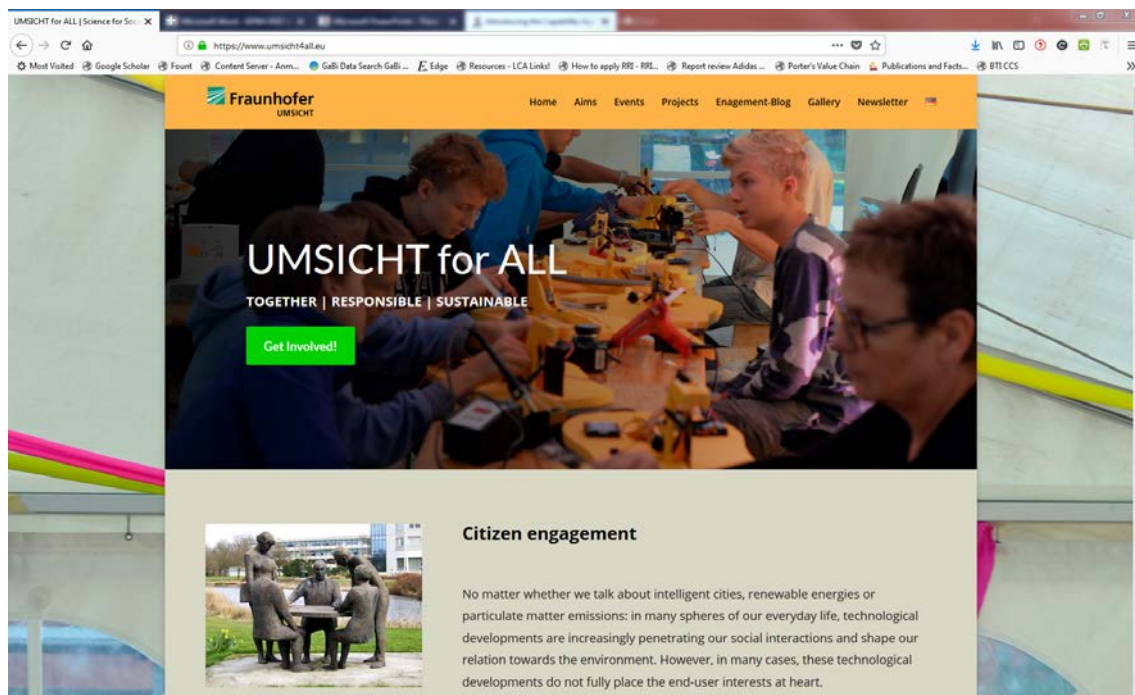 UMSICHT for ALL | Science for Soc
https://www.umsicht4all.eu
Most Visited Google Scholar Fount Content Server - Anm... GaBi Data Search GaBi ... Edge Resources - LCA Links! How to apply RRI - RRI... Report review Adidas ... Porter's Value Chain Publications and Facts... BTI CCS
Fraunhofer
UMSICHT
Home Aims Events Projects Enagement-Blog Gallery Newsletter
UMSICHT for ALL
TOGETHER | RESPONSIBLE | SUSTAINABLE
Get Involved!
Citizen engagement
No matter whether we talk about intelligent cities, renewable energies or
particulate matter emissions: in many spheres of our everyday life, technological
developments are increasingly penetrating our social interactions and shape our
relation towards the environment. However, in many cases, these technological
developments do not fully place the end-user interests at heart.